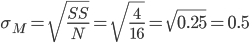 σ_M = √(SS/N) = √(4/16) = √0.25 = 0.5